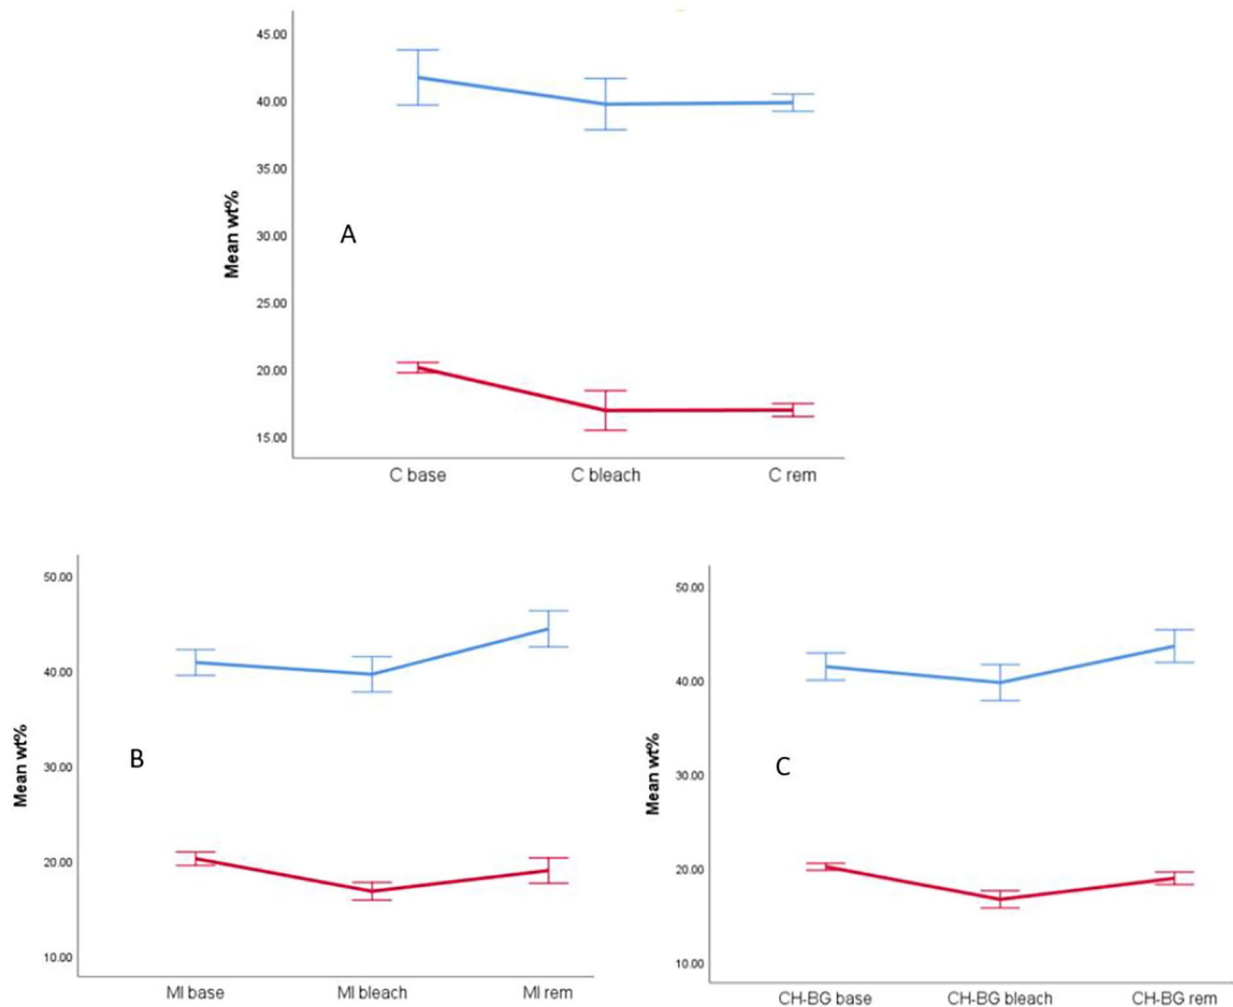 45.00
40.00
35.00
30.00
25.00
20.00
15.00
Mean wt%
A
C base C bleach C rem
50.00
40.00
30.00
20.00
10.00
Mean wt%
B
MI base MI bleach MI rem
50.00
40.00
30.00
20.00
10.00
Mean wt%
C
CH-BG base CH-BG bleach CH-BG rem